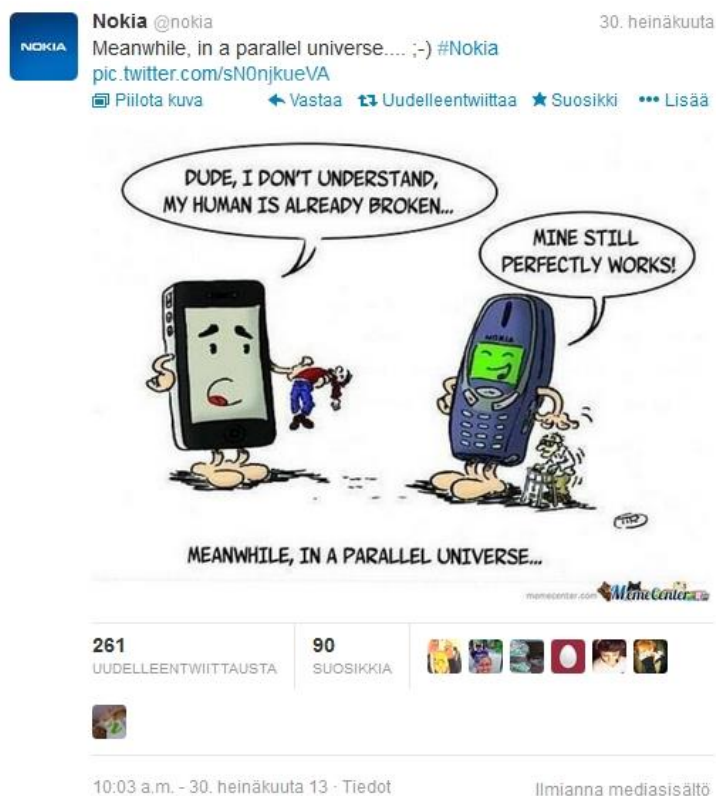 NOKIA
Nokia @nokia 30. heinäkuuta
Meanwhile, in a parallel universe.... ;-) #Nokia
pic.twitter.com/sN0njkueVA
Piilota kuva Vastaa Uudelleentwiittaa Suosikki Lisää
DUDE, I DON'T UNDERSTAND,
MY HUMAN IS ALREADY BROKEN...
MINE STILL
PERFECTLY WORKS!
NOKIA
MEANWHILE, IN A PARALLEL UNIVERSE...
memecenter.com MemeCenter
261 90
UUDELLEENTWIITTAUSTA SUOSIKKIA
10:03 a.m. - 30. heinäkuuta 13 · Tiedot Ilmianna mediasisältö